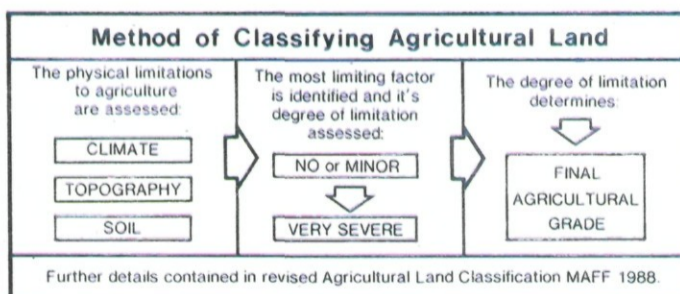 Method of Classifying Agricultural Land
The physical limitations
to agriculture
are assessed:
CLIMATE
TOPOGRAPHY
SOIL
The most limiting factor
is identified and it's
degree of limitation
assessed:
NO or MINOR
VERY SEVERE
The degree of limitation
determines:
FINAL
AGRICULTURAL
GRADE
Further details contained in revised Agricultural Land Classification MAFF 1988.